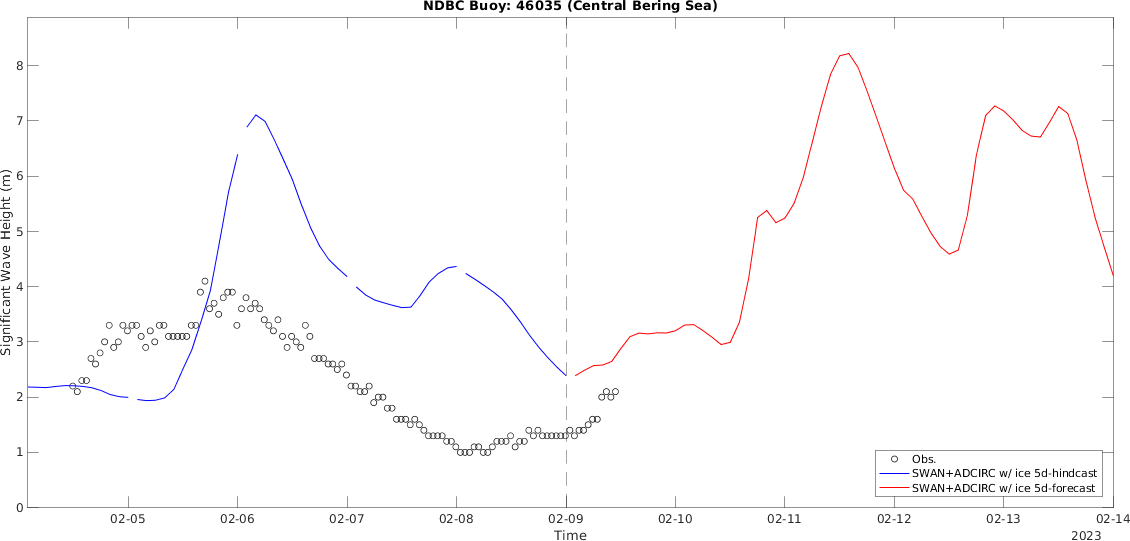 NDBC Buoy: 46035 (Central Bering Sea)
Significant Wave Height (m)
8
7
6
5
4
3
2
1
0
Obs.
SWAN+ADCIRC w/ ice 5d-hindcast
SWAN+ADCIRC w/ ice 5d-forecast
02-05 02-06 02-07 02-08 02-09 02-10 02-11 02-12 02-13 02-14
Time
2023